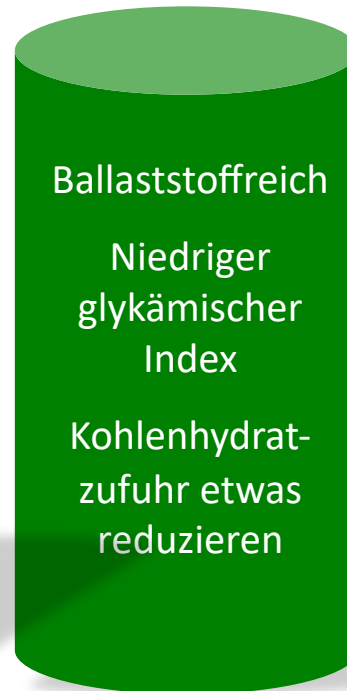 Ballaststoffreich
Niedriger
glykämischer
Index
Kohlenhydrat-
zufuhr etwas
reduzieren